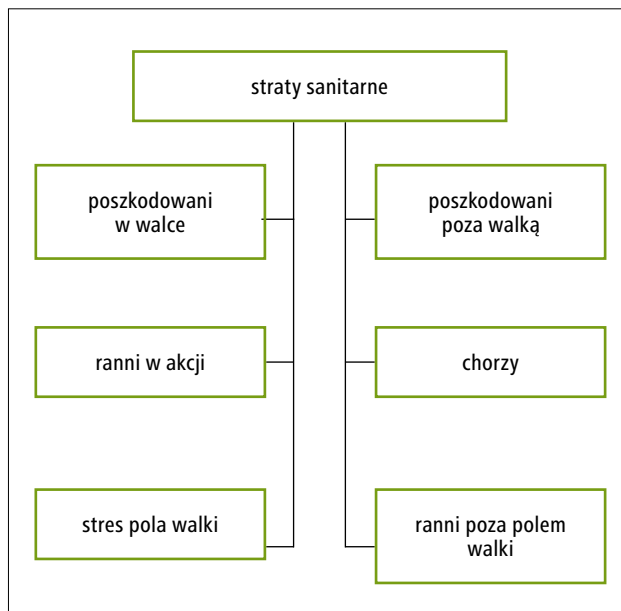 straty sanitarne
poszkodowani
w walce
poszkodowani
poza walką
ranni w akcji
chorzy
stres pola walki
ranni poza polem
walki